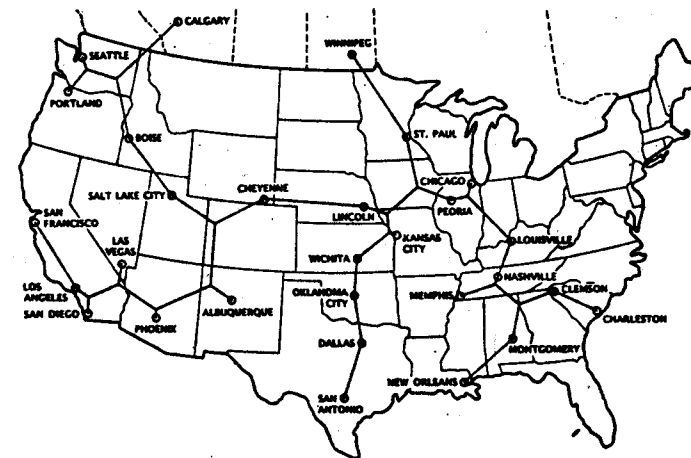 CALGARY
WINNIPEG
SEATTLE
PORTLAND
BOISE
ST. PAUL
CHICAGO
SALT LAKE CITY
CHEYENNE
LINCOLN
PEORIA
SAN
FRANCISCO
LAS
VEGAS
KANSAS
CITY
LOUISVILLE
WICHITA
NASHVILLE
LOS
ANGELES
OKLAHOMA
CITY
MEMPHIS
CLEMSON
SAN DIEGO
PHOENIX
ALBUQUERQUE
CHARLESTON
DALLAS
MONTGOMERY
NEW ORLEANS
SAN
ANTONIO